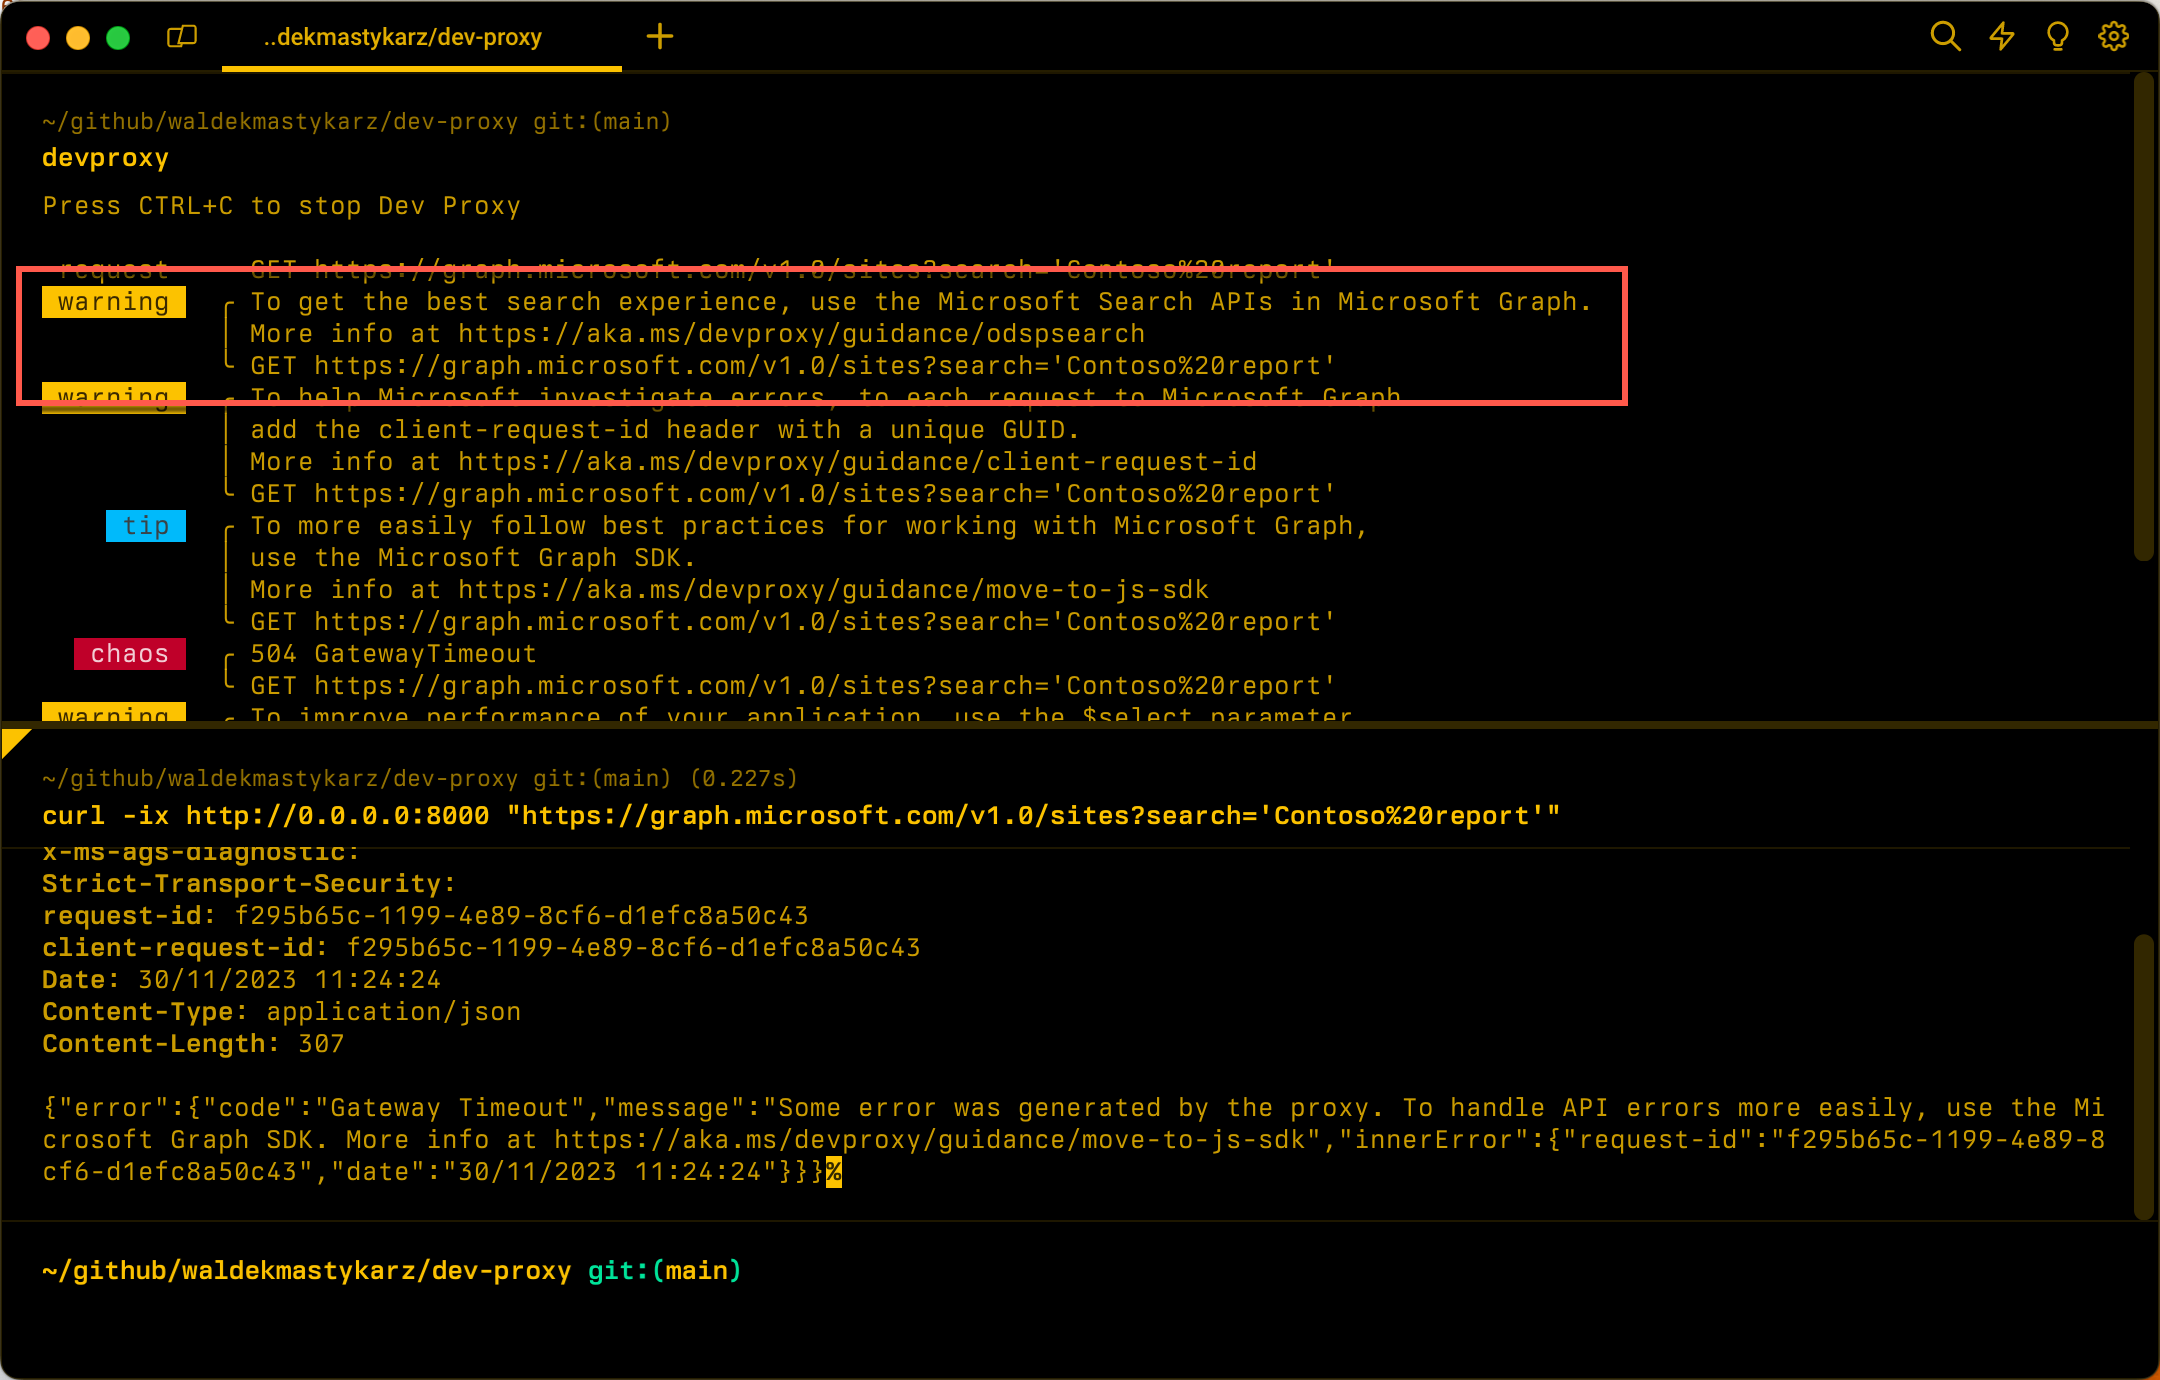 ..dekmastykarz/dev-proxy
~/github/waldekmastykarz/dev-proxy git:(main)
devproxy
Press CTRL+C to stop Dev Proxy
request GET https://graph.microsoft.com/v1.0/sites?search='Contoso%20report'
warning To get the best search experience, use the Microsoft Search APIs in Microsoft Graph.
More info at https://aka.ms/devproxy/guidance/odspsearch
GET https://graph.microsoft.com/v1.0/sites?search='Contoso%20report'
warning To help Microsoft investigate errors, to each request to Microsoft Graph
add the client-request-id header with a unique GUID.
More info at https://aka.ms/devproxy/guidance/client-request-id
GET https://graph.microsoft.com/v1.0/sites?search='Contoso%20report'
tip To more easily follow best practices for working with Microsoft Graph,
use the Microsoft Graph SDK.
More info at https://aka.ms/devproxy/guidance/move-to-js-sdk
GET https://graph.microsoft.com/v1.0/sites?search='Contoso%20report'
chaos 504 GatewayTimeout
GET https://graph.microsoft.com/v1.0/sites?search='Contoso%20report'
warning To improve performance of your application, use the $select parameter
~/github/waldekmastykarz/dev-proxy git:(main) (0.227s)
curl -ix http://0.0.0.0:8000 "https://graph.microsoft.com/v1.0/sites?search='Contoso%20report'"
x-ms-ags-diagnostic:
Strict-Transport-Security:
request-id: f295b65c-1199-4e89-8cf6-d1efc8a50c43
client-request-id: f295b65c-1199-4e89-8cf6-d1efc8a50c43
Date: 30/11/2023 11:24:24
Content-Type: application/json
Content-Length: 307
{"error":{"code":"Gateway Timeout","message":"Some error was generated by the proxy. To handle API errors more easily, use the Mi
crosoft Graph SDK. More info at https://aka.ms/devproxy/guidance/move-to-js-sdk","innerError":{"request-id":"f295b65c-1199-4e89-8
cf6-d1efc8a50c43","date":"30/11/2023 11:24:24"}}}%
~/github/waldekmastykarz/dev-proxy git:(main)